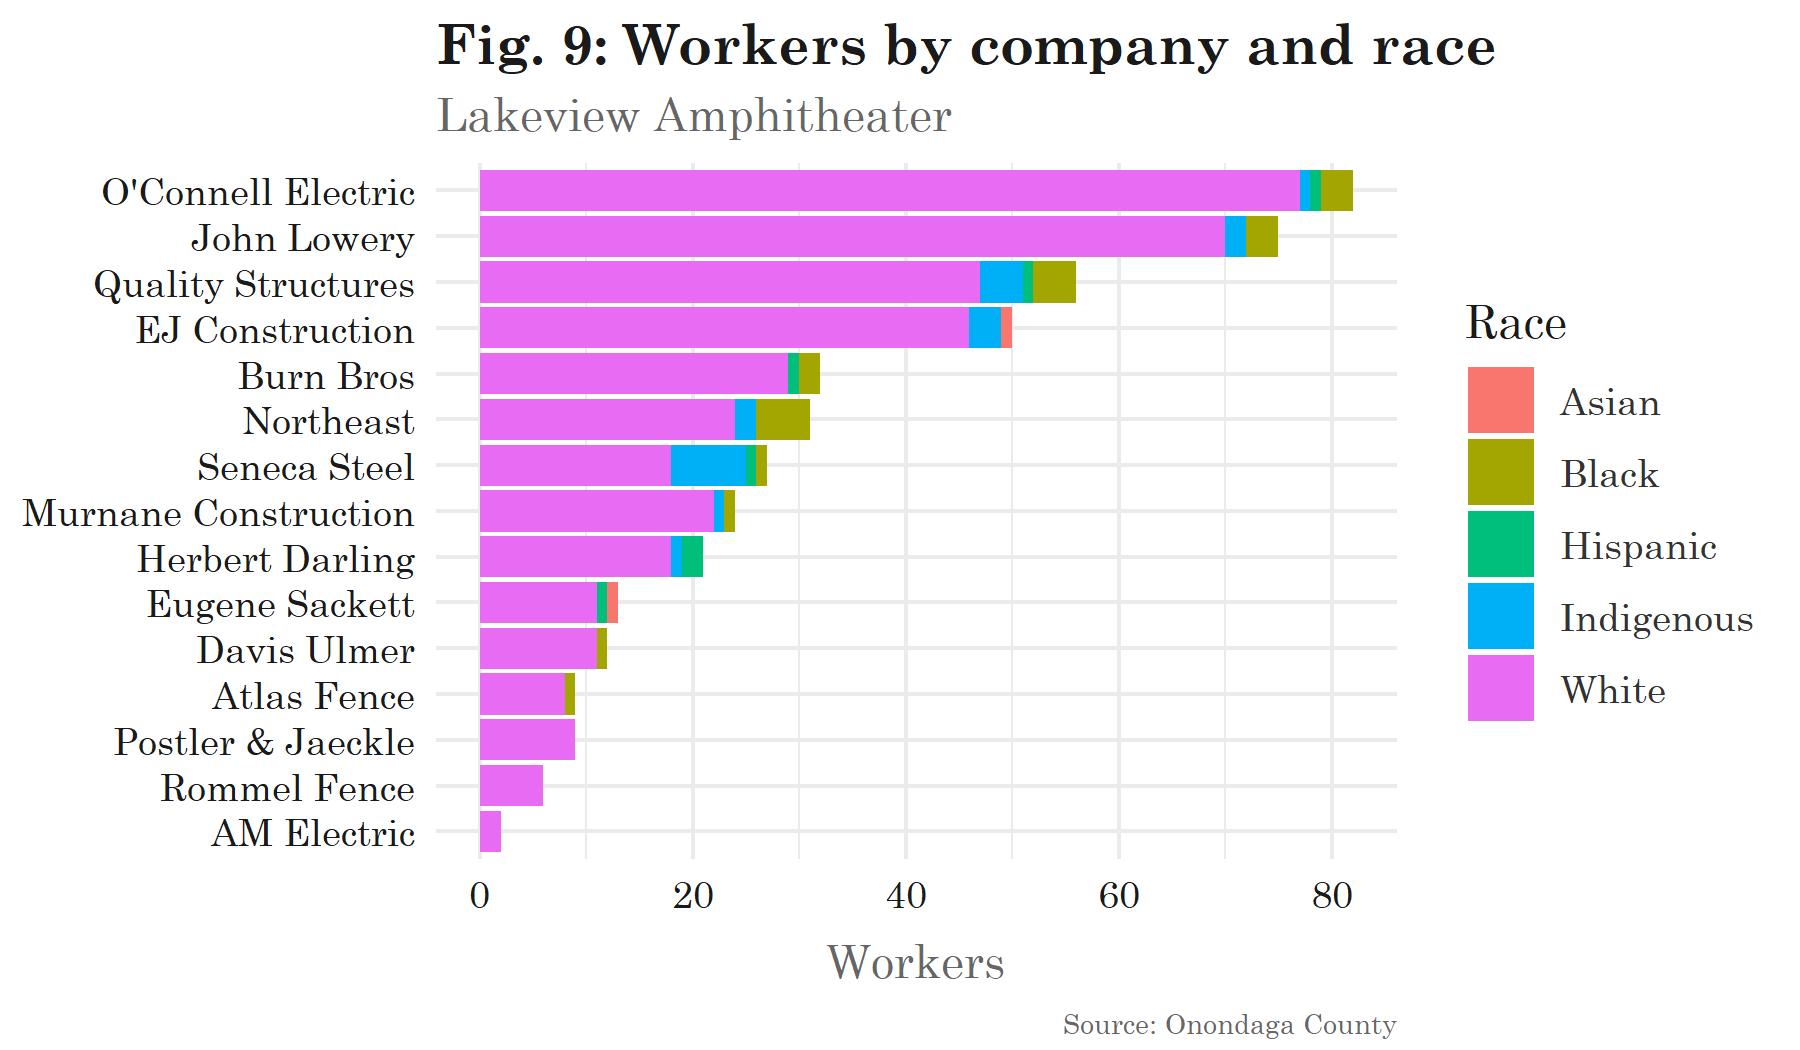 Fig. 9: Workers by company and race
Lakeview Amphitheater
O'Connell Electric
John Lowery
Quality Structures
EJ Construction
Burn Bros
Northeast
Seneca Steel
Murnane Construction
Herbert Darling
Eugene Sackett
Davis Ulmer
Atlas Fence
Postler & Jaeckle
Rommel Fence
AM Electric
0 20 40 60 80
Workers
Race
Asian
Black
Hispanic
Indigenous
White
Source: Onondaga County